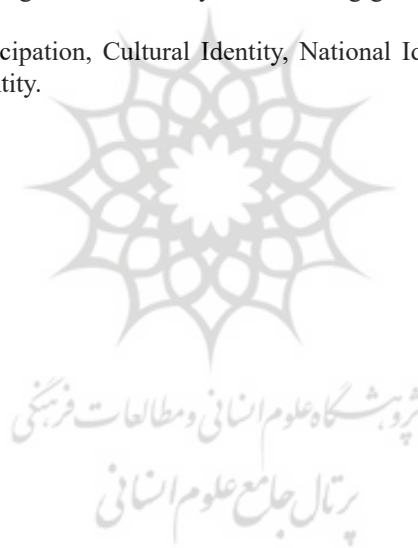 cipation, Cultural Identity, National Id
tity.
پژوهشگاه علوم انسانی و مطالعات فرهنگی
پرتال جامع علوم انسانی